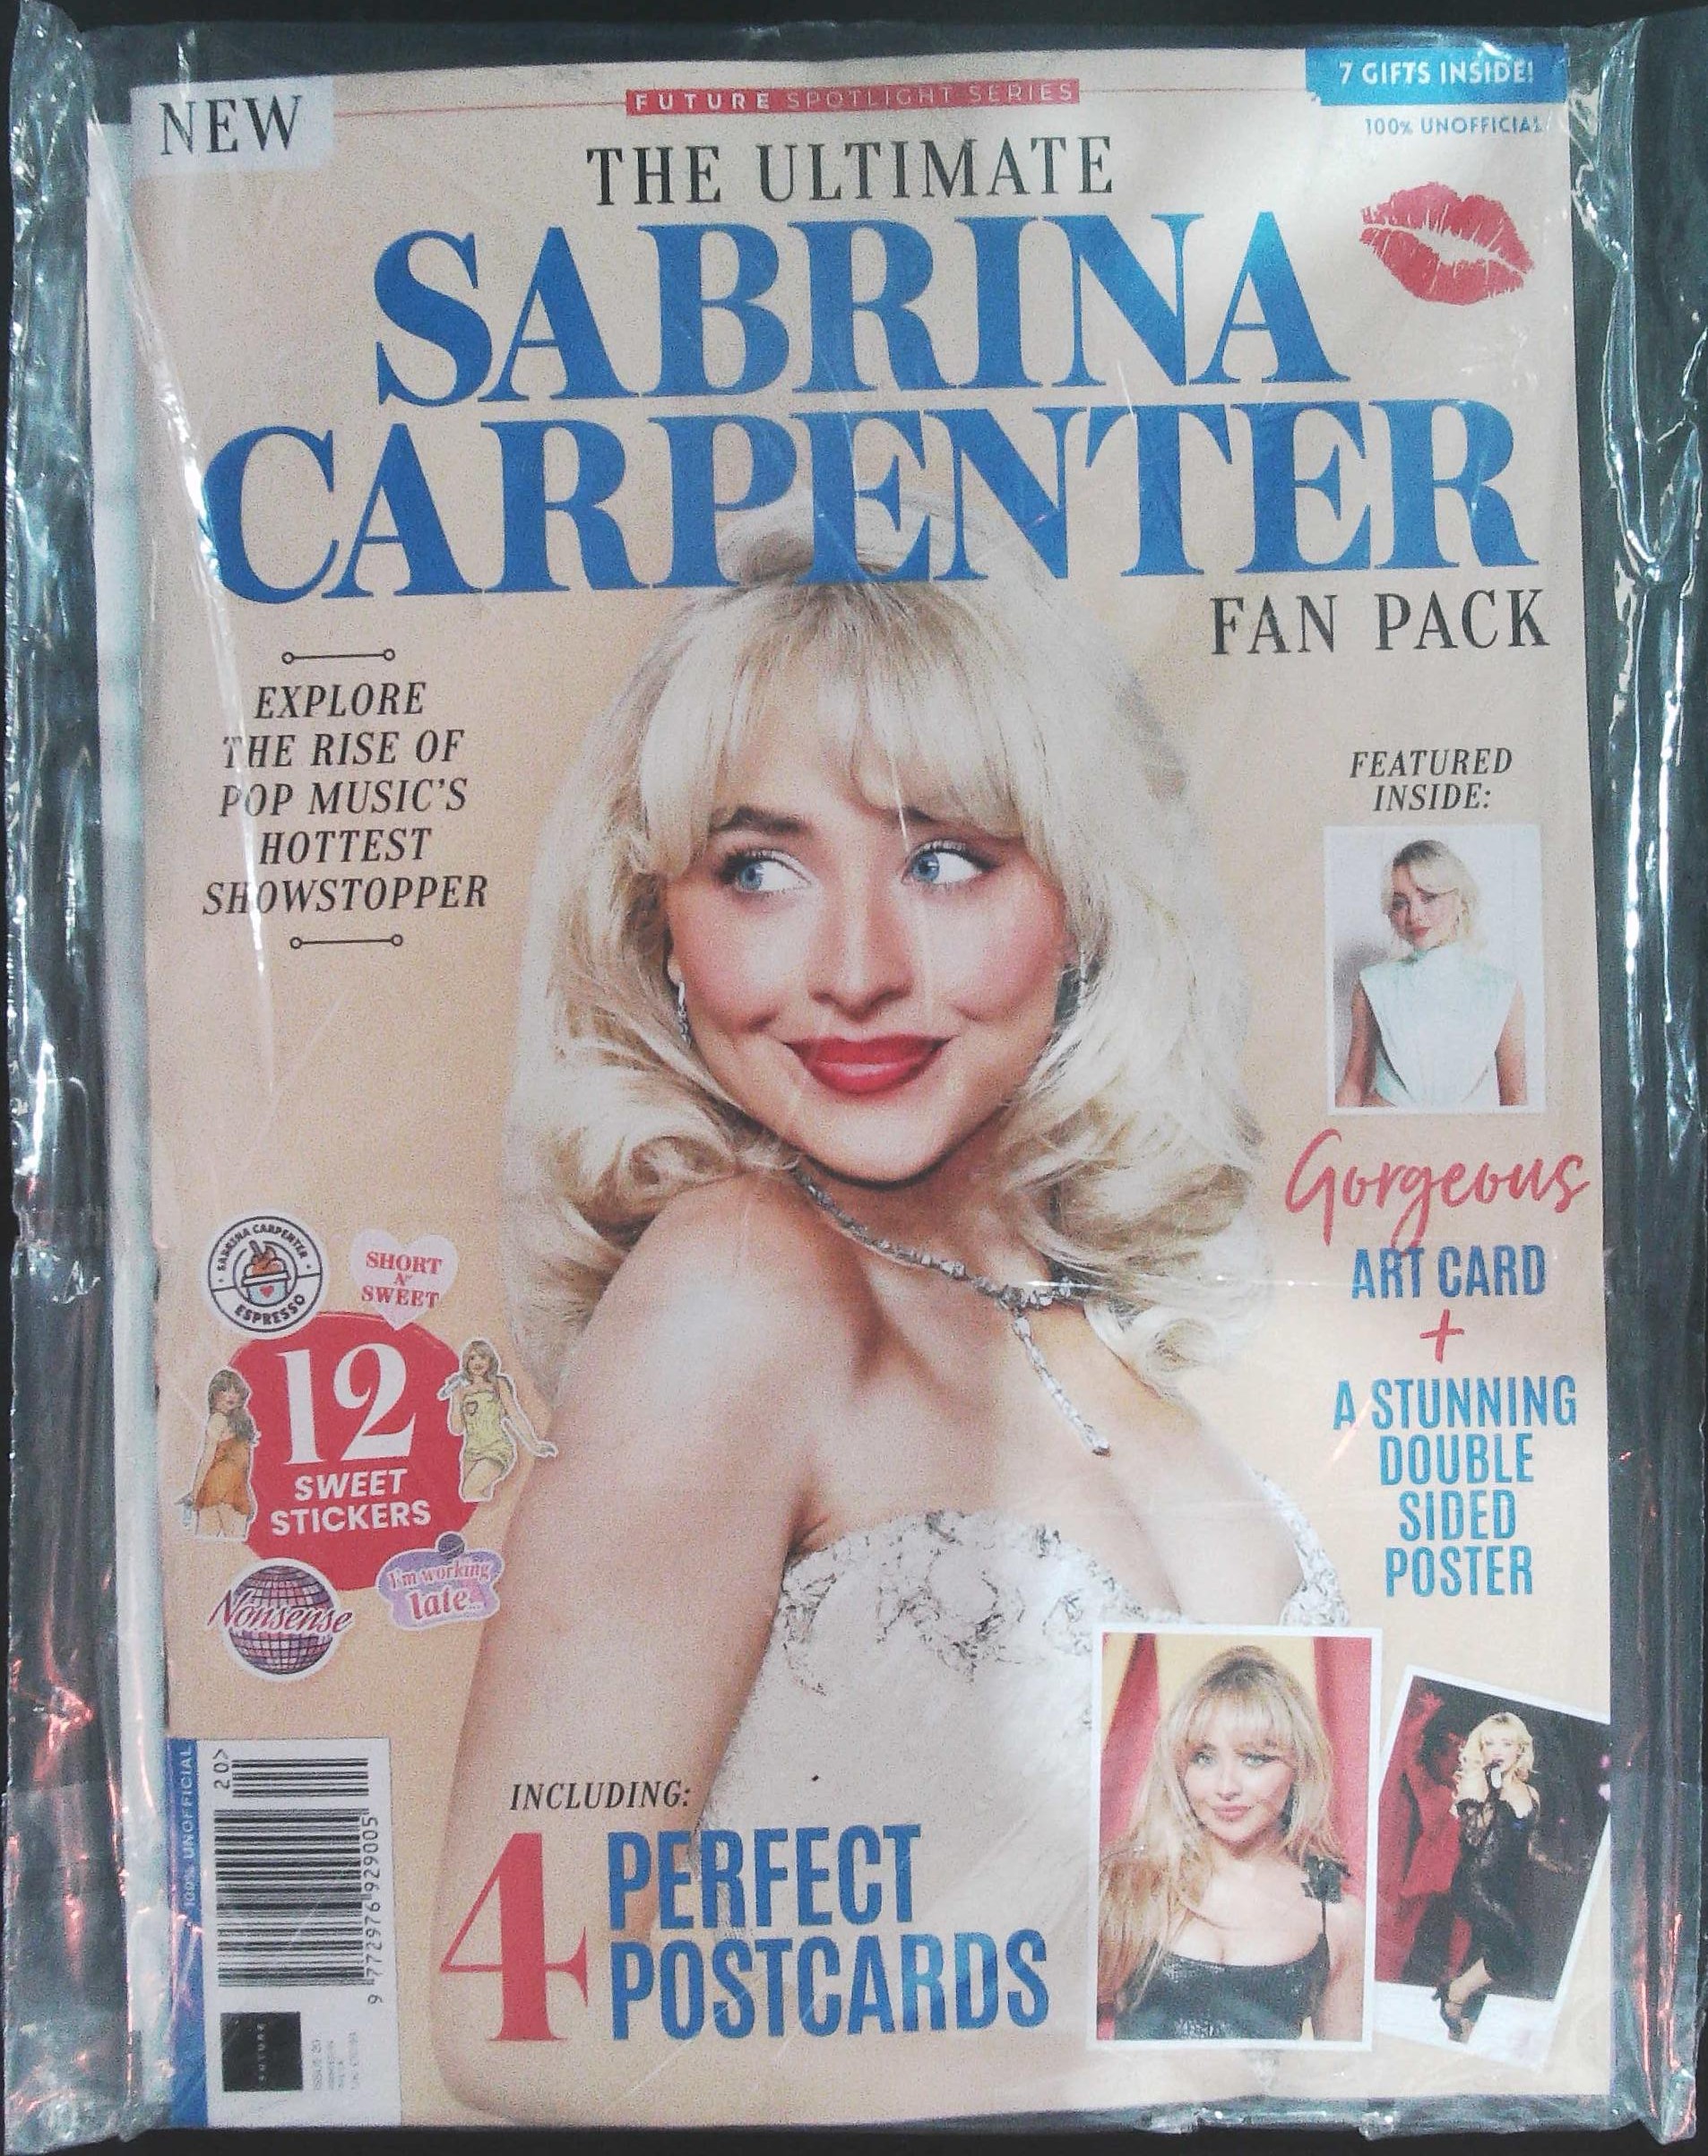 NEW
FUTURE SPOTLIGHT SERIES
7 GIFTS INSIDE!
100% UNOFFICIAL
THE ULTIMATE
SABRINA
CARPENTER
FAN PACK
EXPLORE
THE RISE OF
POP MUSIC'S
HOTTEST
SHOWSTOPPER
FEATURED
INSIDE:
Gorgeous
ART CARD
+
A STUNNING
DOUBLE
SIDED
POSTER
SABRINA CARPENTER
ESPRESSO
SHORT
N'
SWEET
12
SWEET
STICKERS
Nonsense
I'm working
late
INCLUDING:
4 PERFECT
POSTCARDS
100% UNOFFICIAL
20>
9 772976 929005
FUTURE